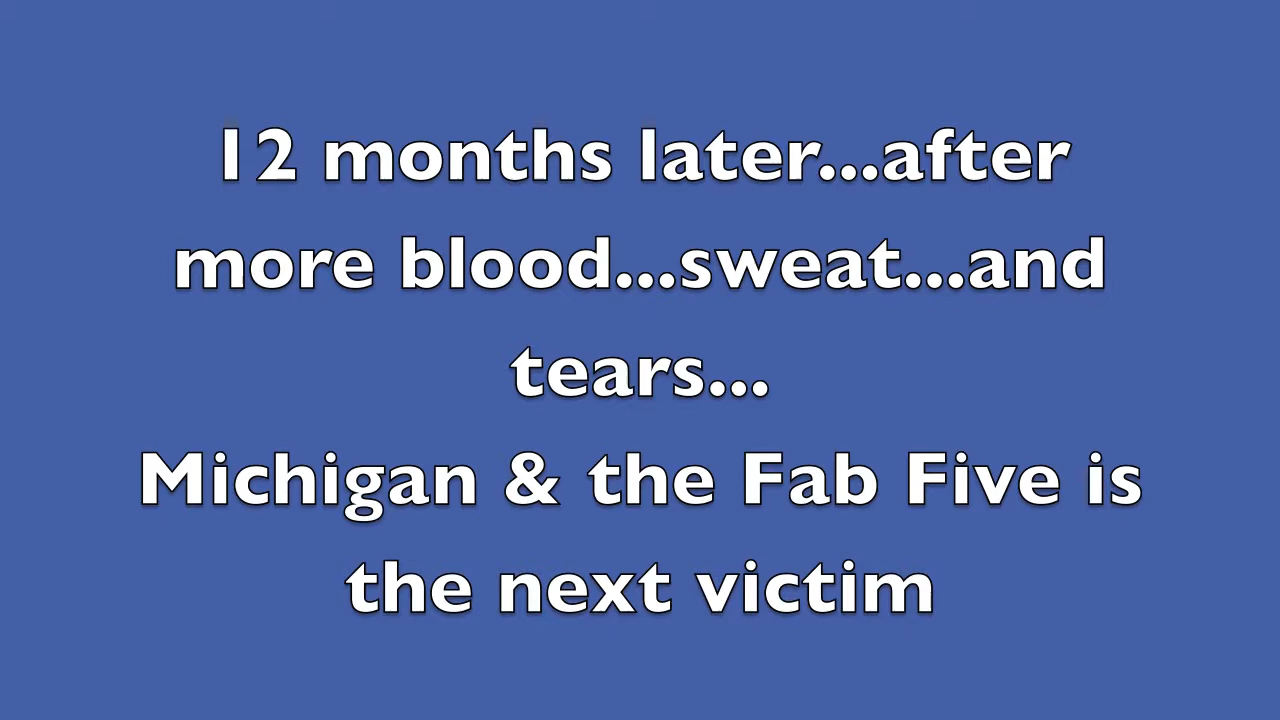 12 months later...after
more blood...sweat...and
tears...
Michigan & the Fab Five is
the next victim